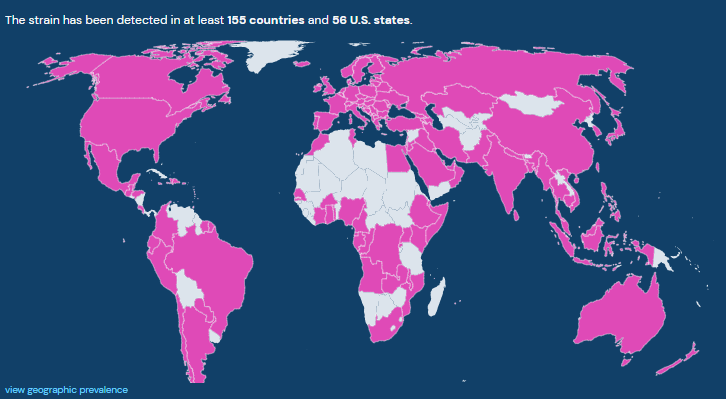 The strain has been detected in at least 155 countries and 56 U.S. states.
view geographic prevalence